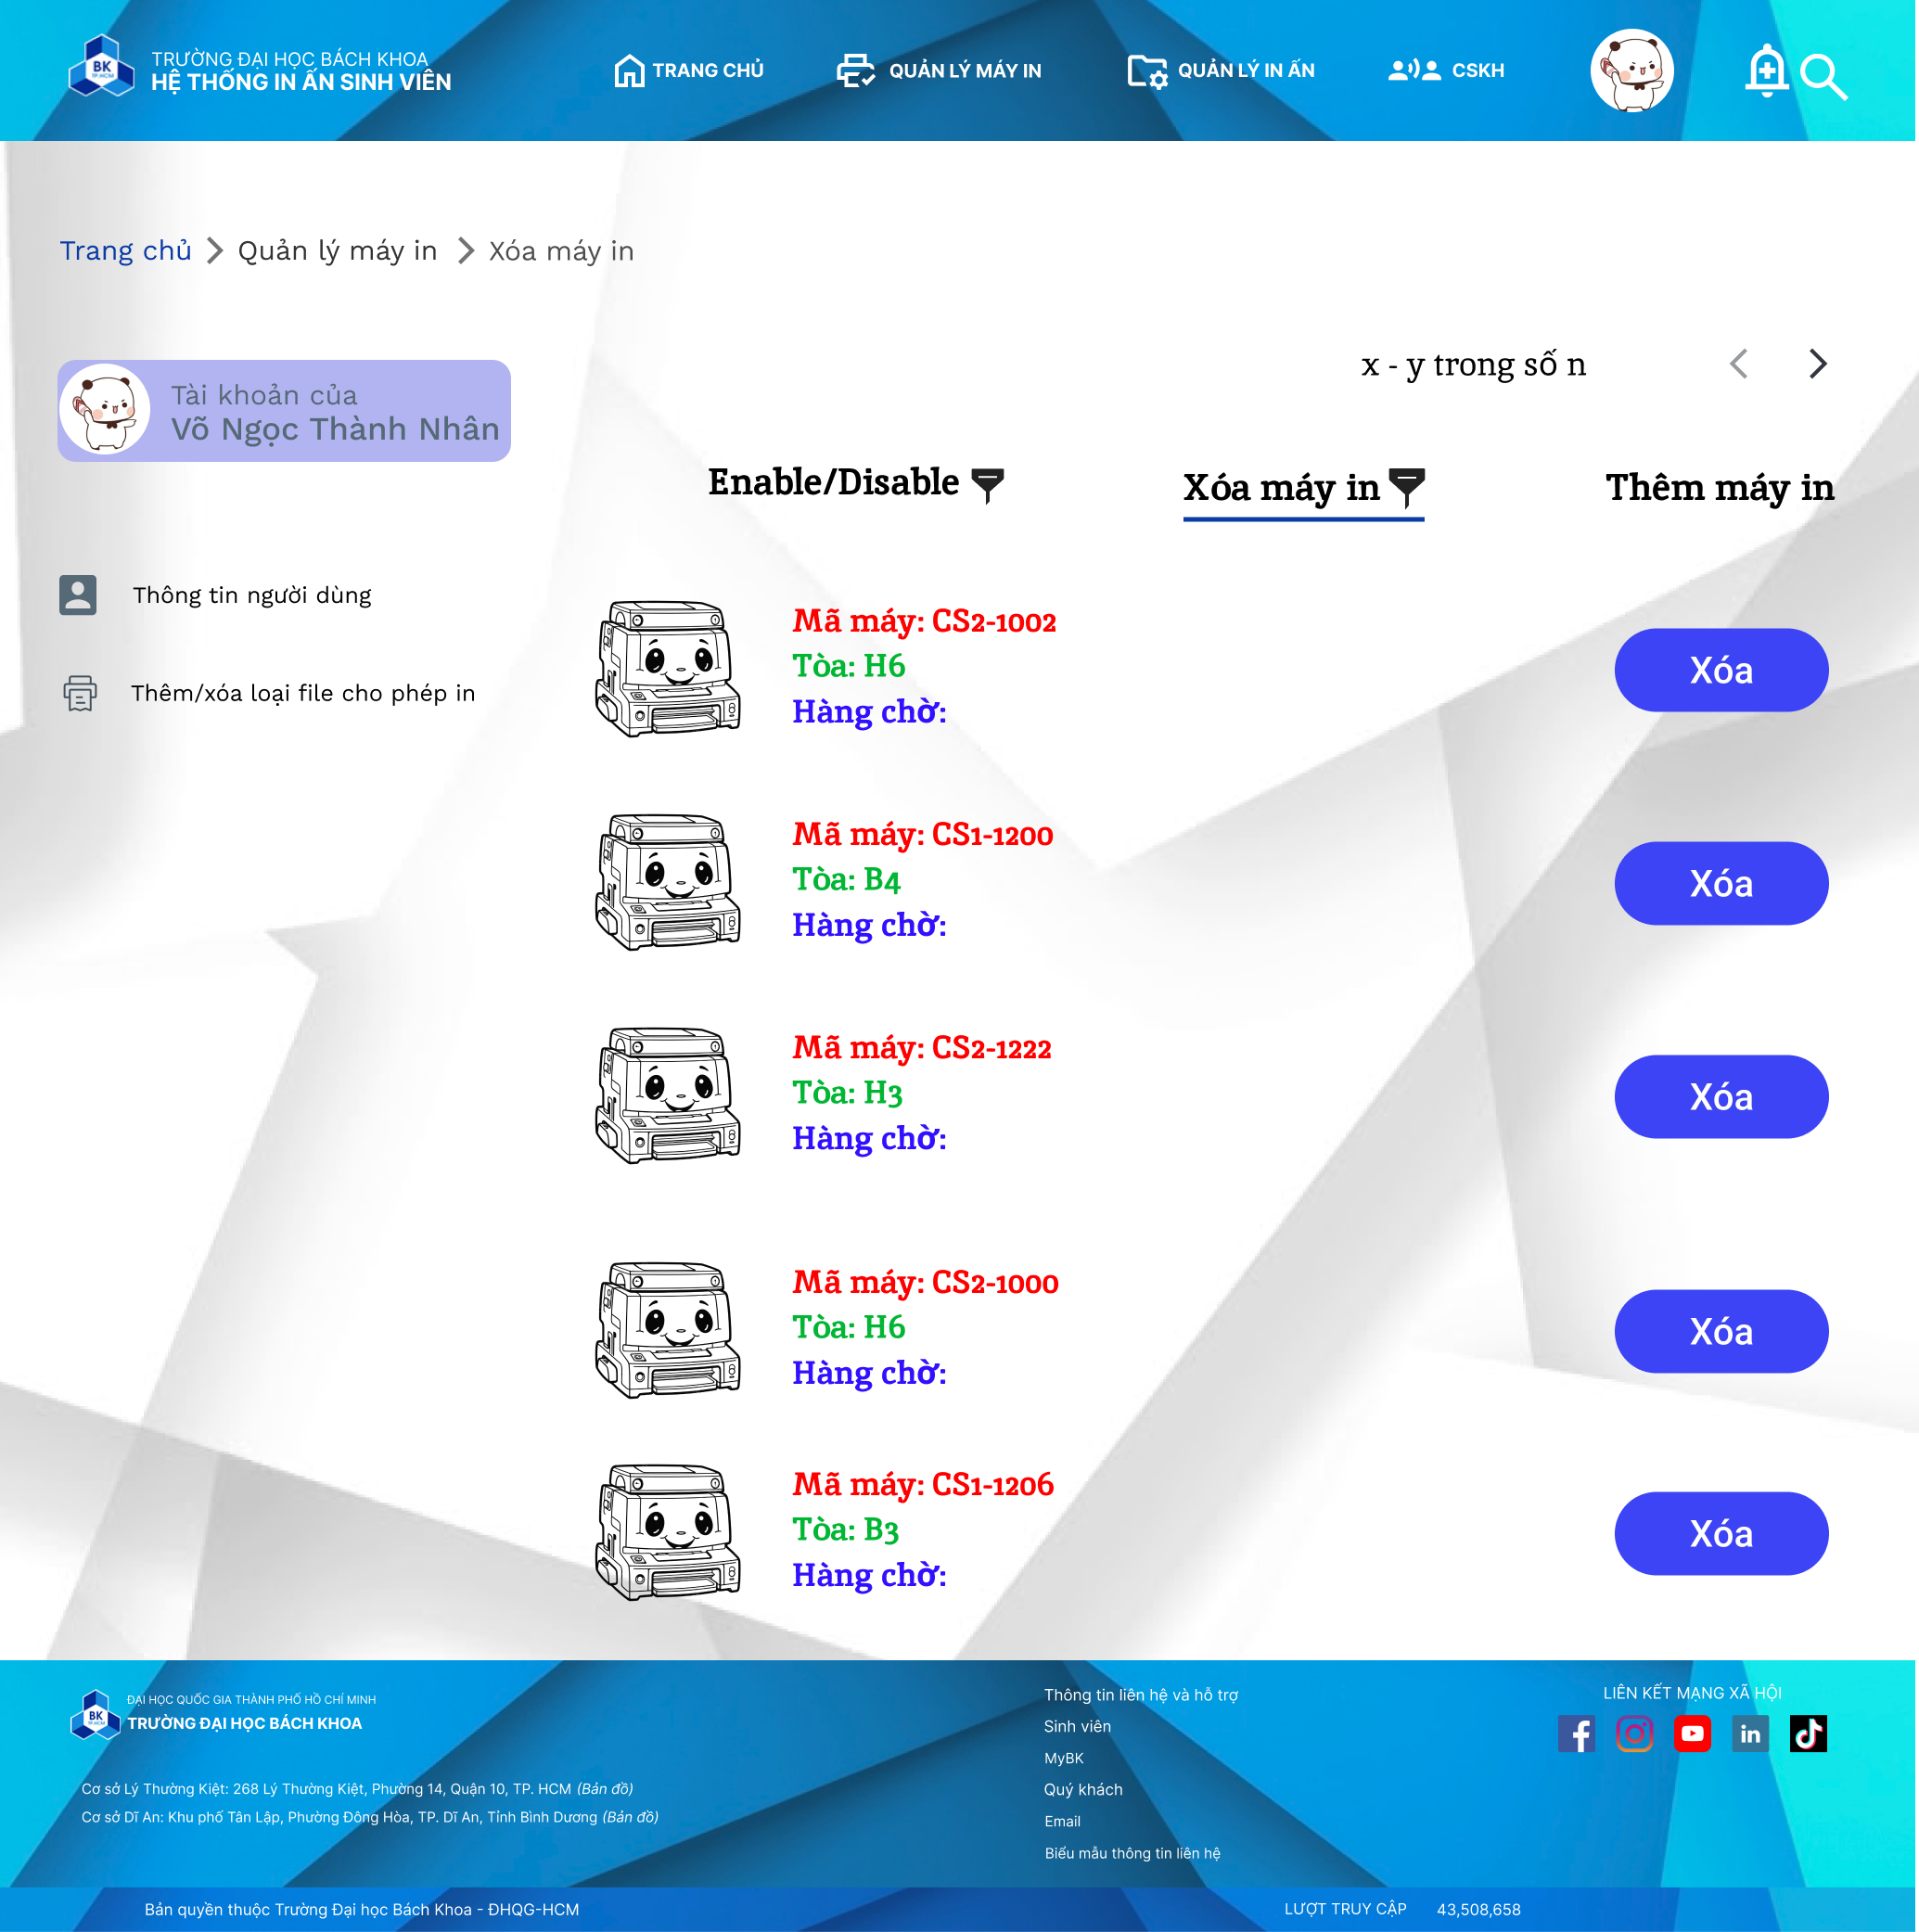 BK
TP.HCM
TRƯỜNG ĐẠI HỌC BÁCH KHOA
HỆ THỐNG IN ẤN SINH VIÊN
TRANG CHỦ
QUẢN LÝ MÁY IN
QUẢN LÝ IN ẤN
CSKH
Trang chủ
Quản lý máy in
Xóa máy in
x - y trong số n
Tài khoản của
Võ Ngọc Thành Nhân
Enable/Disable
Xóa máy in
Thêm máy in
Thông tin người dùng
Thêm/xóa loại file cho phép in
Mã máy: CS2-1002
Tòa: H6
Hàng chờ:
Xóa
Mã máy: CS1-1200
Tòa: B4
Hàng chờ:
Xóa
Mã máy: CS2-1222
Tòa: H3
Hàng chờ:
Xóa
Mã máy: CS2-1000
Tòa: H6
Hàng chờ:
Xóa
Mã máy: CS1-1206
Tòa: B3
Hàng chờ:
Xóa
BK
TP.HCM
ĐẠI HỌC QUỐC GIA THÀNH PHỐ HỒ CHÍ MINH
TRƯỜNG ĐẠI HỌC BÁCH KHOA
Cơ sở Lý Thường Kiệt: 268 Lý Thường Kiệt, Phường 14, Quận 10, TP. HCM (Bản đồ)
Cơ sở Dĩ An: Khu phố Tân Lập, Phường Đông Hòa, TP. Dĩ An, Tỉnh Bình Dương (Bản đồ)
Thông tin liên hệ và hỗ trợ
Sinh viên
MyBK
Quý khách
Email
Biểu mẫu thông tin liên hệ
LIÊN KẾT MẠNG XÃ HỘI
in
Bản quyền thuộc Trường Đại học Bách Khoa - ĐHQG-HCM
LƯỢT TRUY CẬP 43,508,658